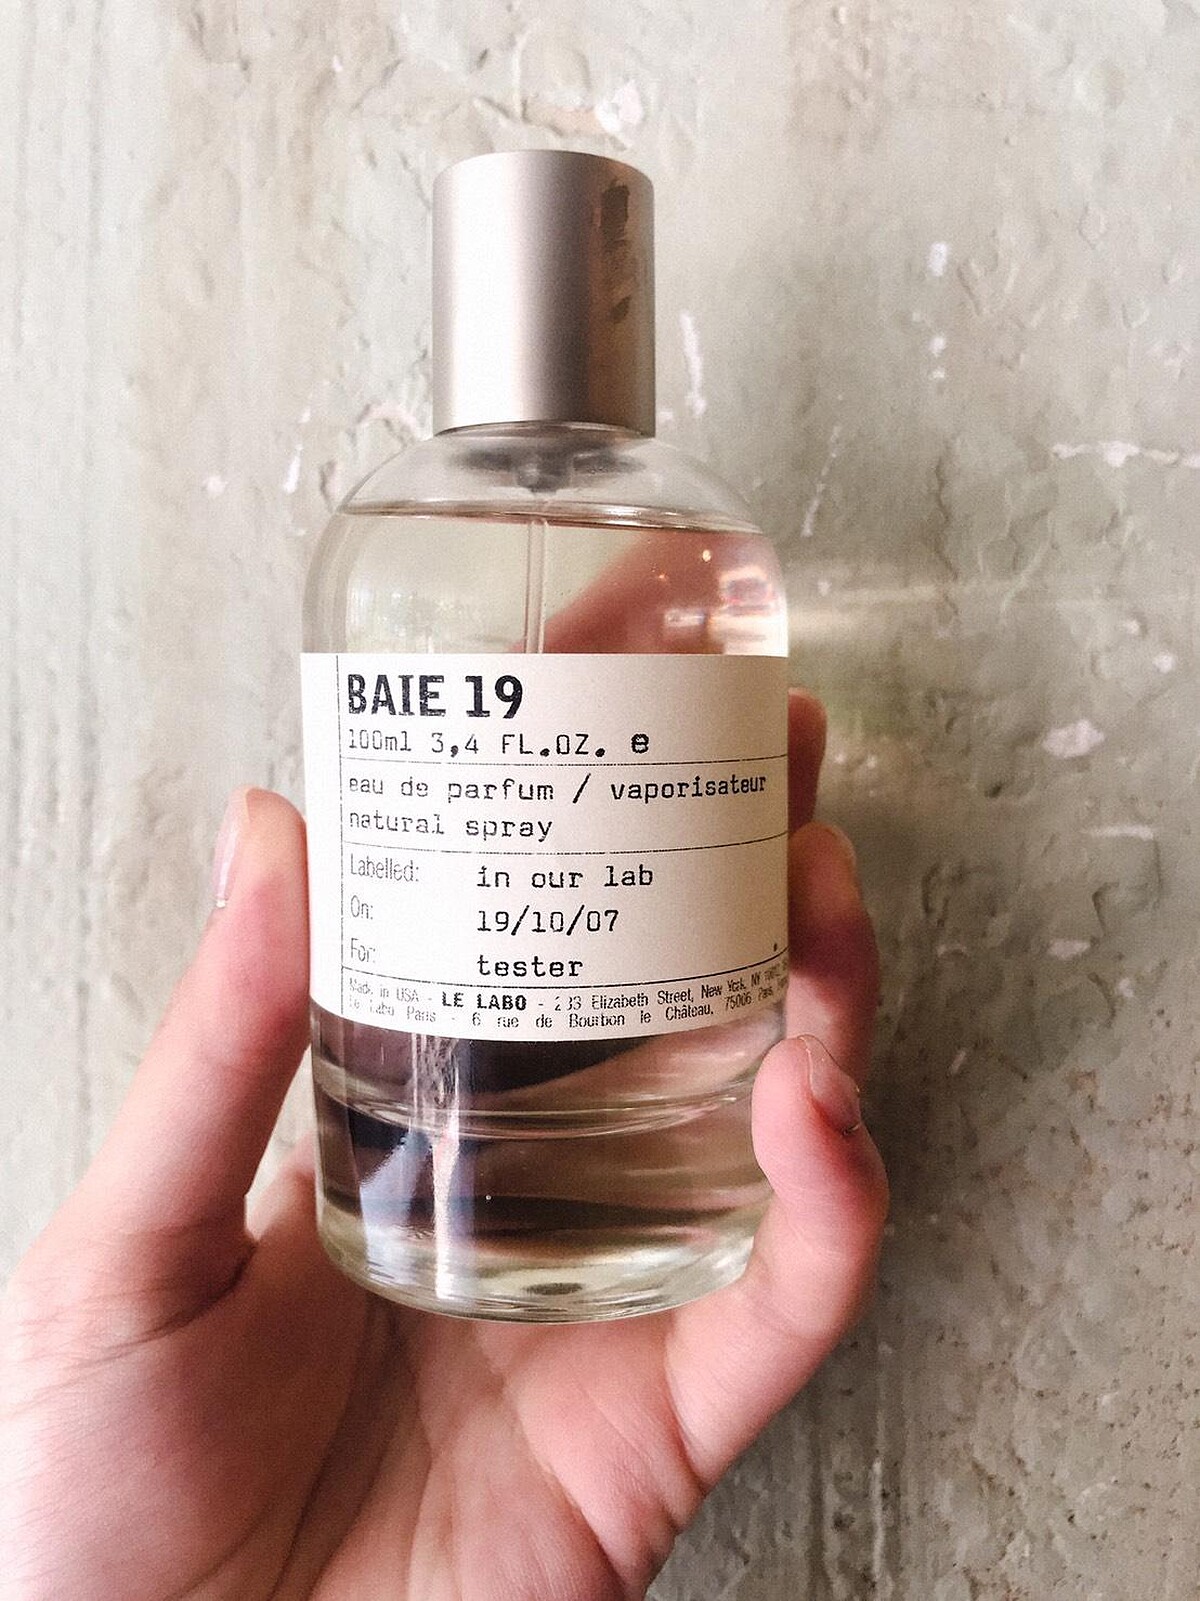 BAIE 19
100ml 3,4 FL.OZ. e
eau de parfum / vaporisateur
natural spray
Labelled: in our lab
On: 19/10/07
For: tester
Made in USA - LE LABO - 233 Elizabeth Street, New York, NY
Le Labo Paris - 6 rue de Bourbon le Château, 75006